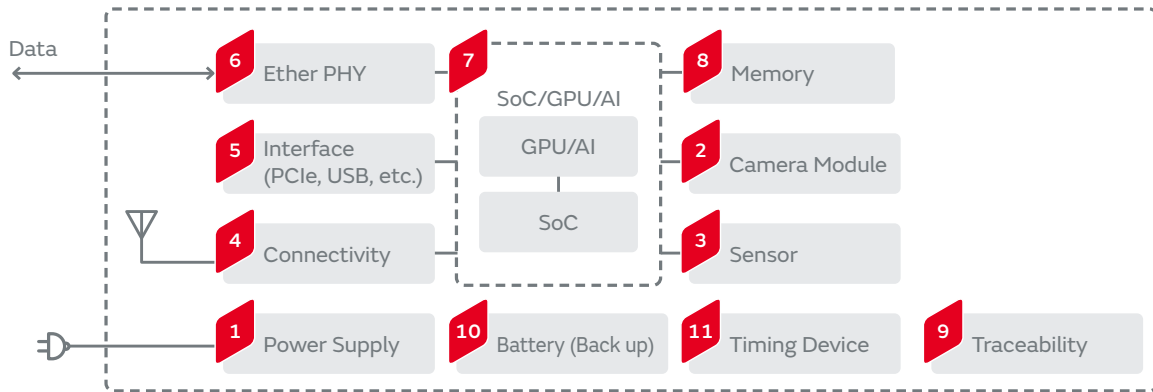 Data
6
Ether PHY
7
SoC/GPU/AI
GPU/AI
SoC
8
Memory
5
Interface
(PCIe, USB, etc.)
2
Camera Module
4
Connectivity
3
Sensor
1
Power Supply
10
Battery (Back up)
11
Timing Device
9
Traceability